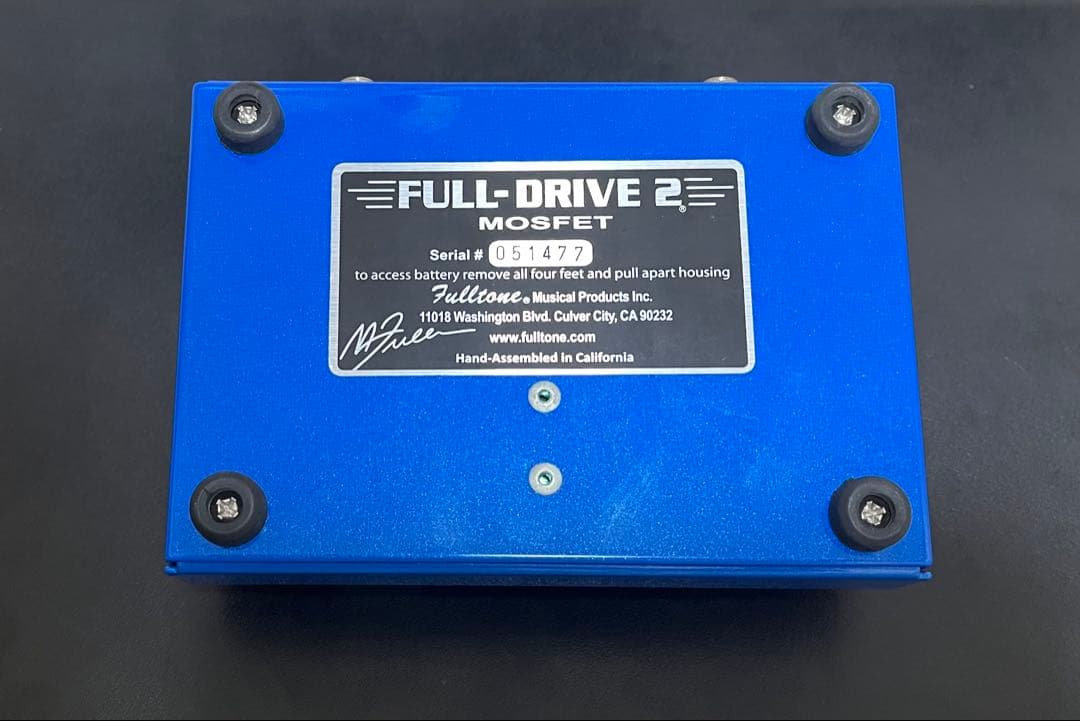 FULL-DRIVE 2®
MOSFET
Serial # 051477
to access battery remove all four feet and pull apart housing
Fulltone® Musical Products Inc.
11018 Washington Blvd. Culver City, CA 90232
www.fulltone.com
Hand-Assembled in California